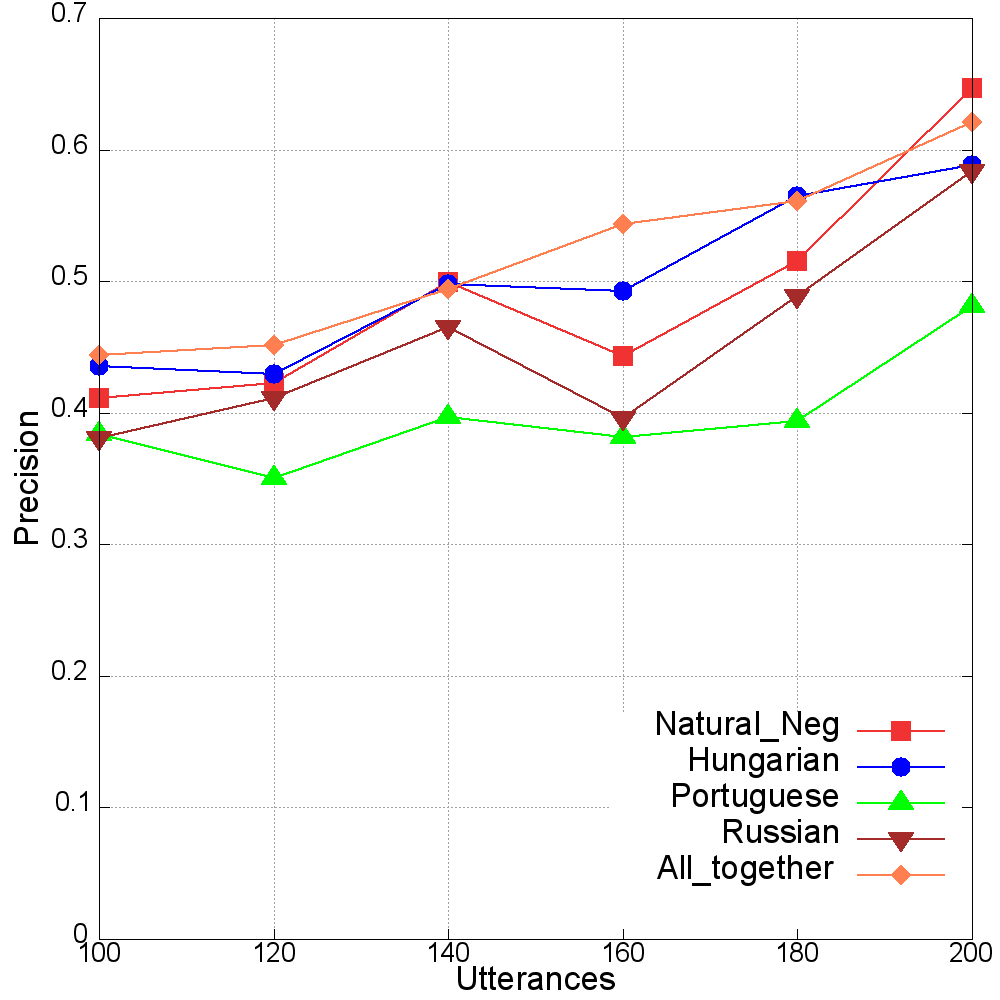 0.7
0.6
0.5
0.4
0.3
0.2
0.1
0
Precision
Natural_Neg
Hungarian
Portuguese
Russian
All_together
100 120 140 160 180 200
Utterances